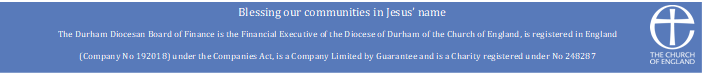 Blessing our communities in Jesus' name
The Durham Diocesan Board of Finance is the Financial Executive of the Diocese of Durham of the Church of England, is registered in England
(Company No 192018) under the Companies Act, is a Company Limited by Guarantee and is a Charity registered under No 248287
THE CHURCH
OF ENGLAND